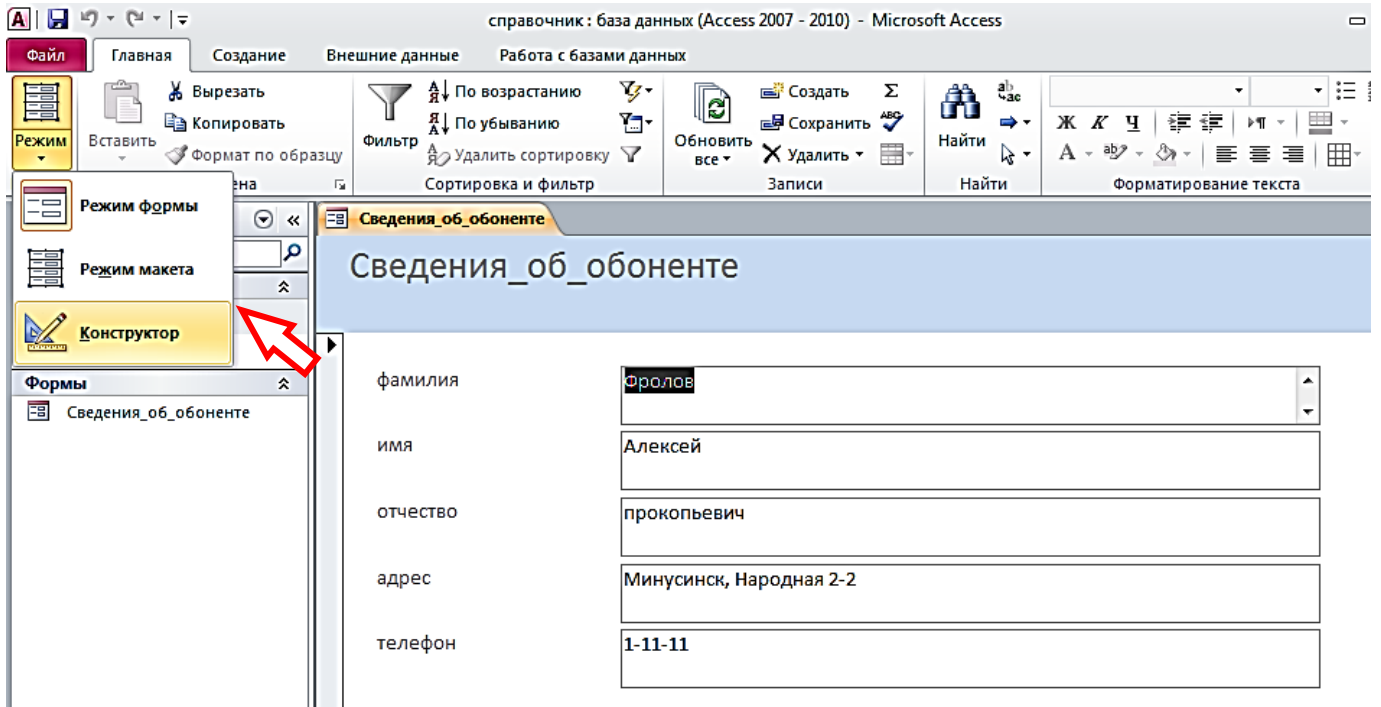 справочник : база данных (Access 2007 - 2010) - Microsoft Access
Файл Главная Создание Внешние данные Работа с базами данных
Режим
Вставить
Вырезать
Копировать
Формат по образцу
ена
Фильтр
По возрастанию
По убыванию
Удалить сортировку
Сортировка и фильтр
Обновить все
Создать
Сохранить
Удалить
Записи
Найти
Найти
Ж К Ч
Форматирование текста
Режим формы
Режим макета
Конструктор
Формы
Сведения_об_обоненте
Сведения_об_обоненте
Сведения_об_обоненте
фамилия Фролов
имя Алексей
отчество прокопьевич
адрес Минусинск, Народная 2-2
телефон 1-11-11